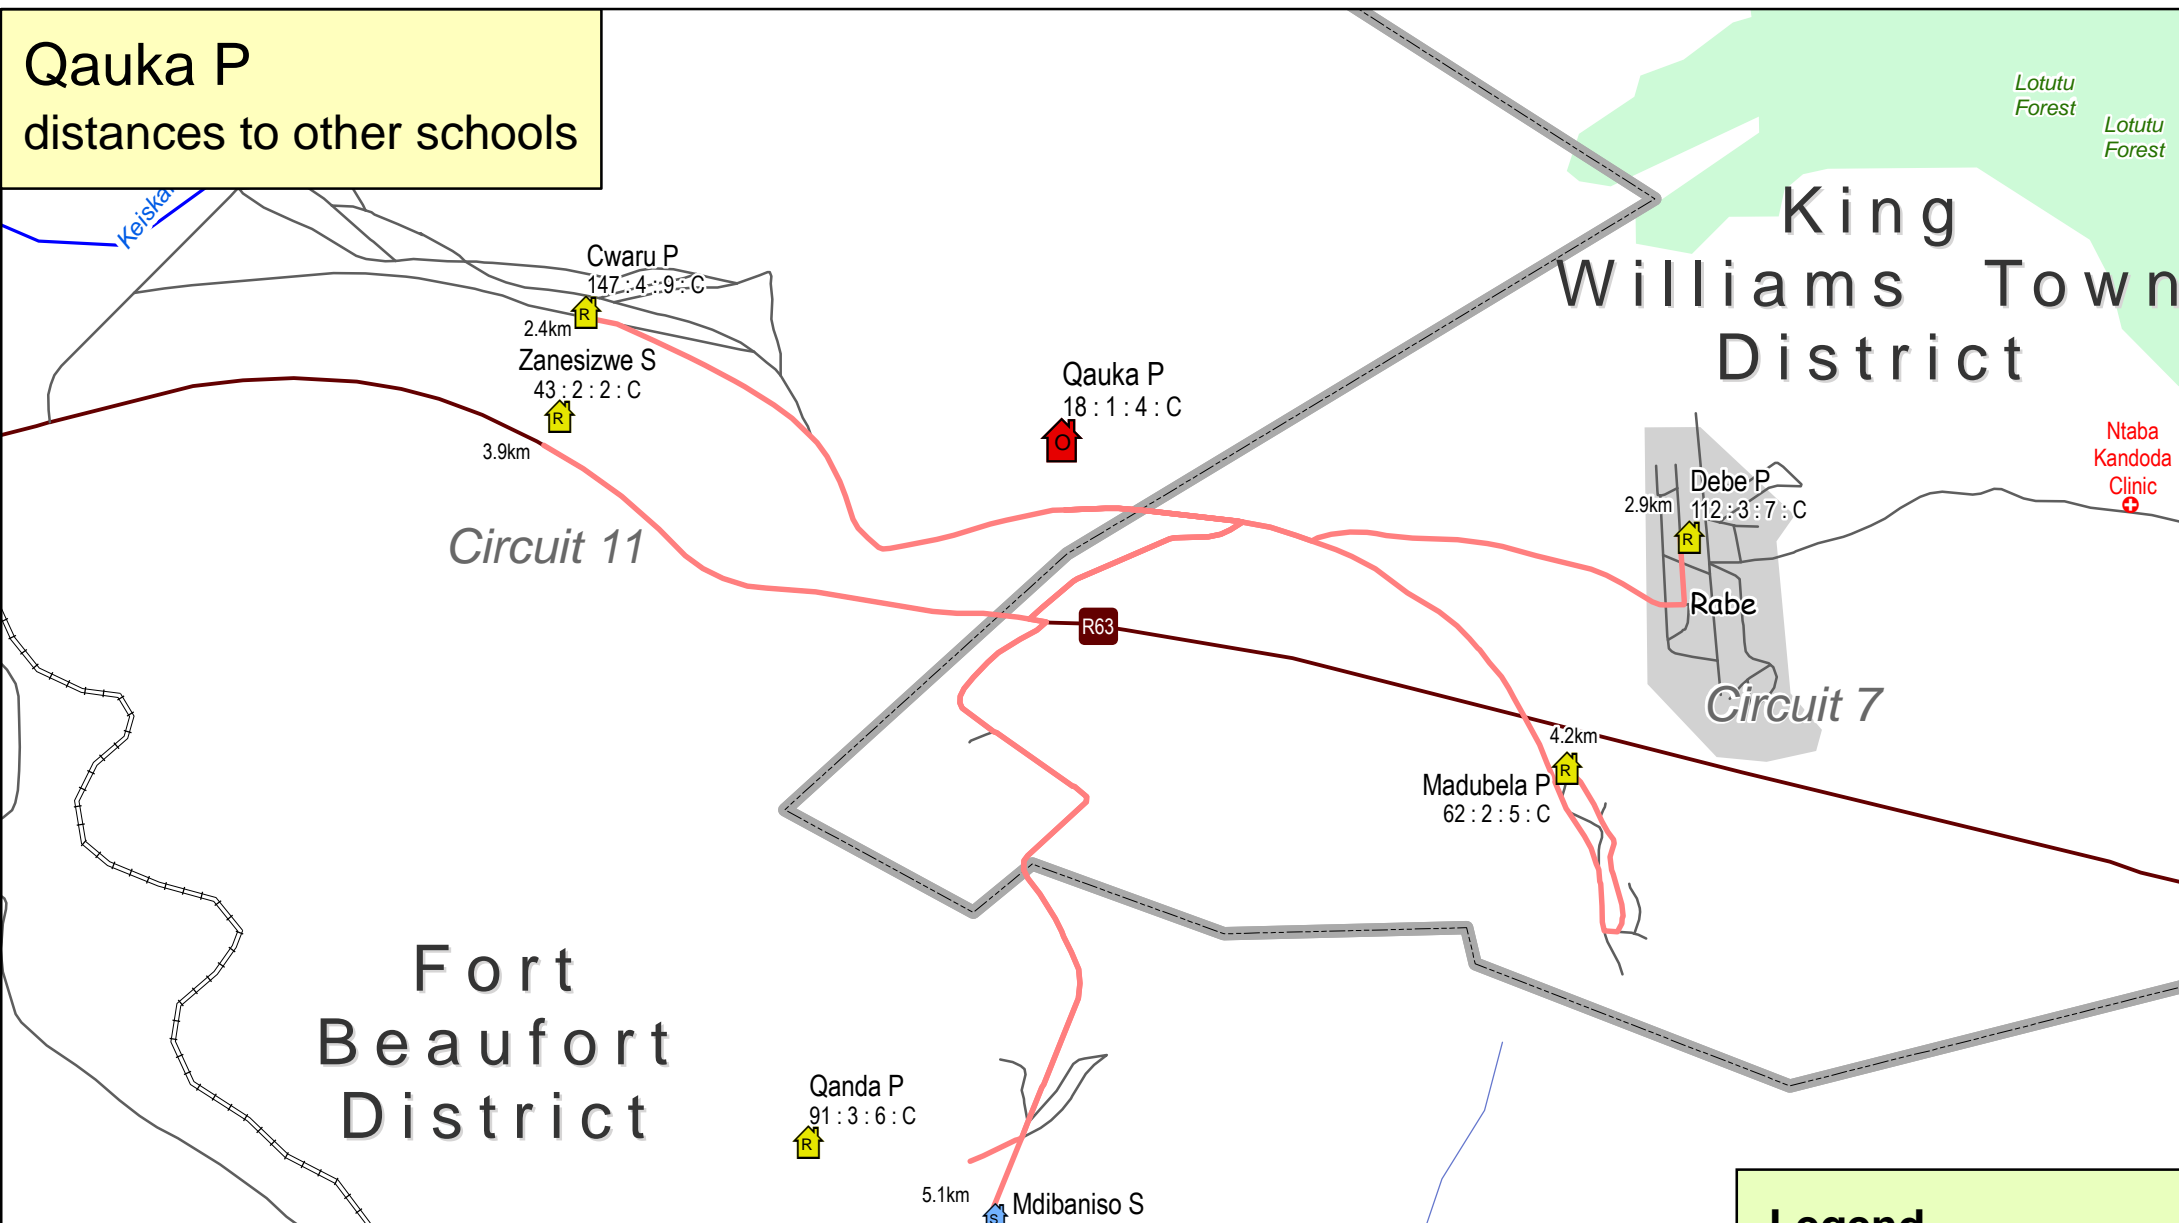 Qauka P
distances to other schools
Lotutu
Forest
Lotutu
Forest
King
Williams Town
District
Cwaru P
147 : 4 : 9 : C
R
2.4km
Zanesizwe S
43 : 2 : 2 : C
R
3.9km
Qauka P
18 : 1 : 4 : C
O
Ntaba
Kandoda
Clinic
Debe P
2.9km
112 : 3 : 7 : C
R
Circuit 11
Rabe
R63
Circuit 7
4.2km
R
Madubela P
62 : 2 : 5 : C
Fort
Beaufort
District
Qanda P
91 : 3 : 6 : C
R
5.1km
Mdibaniso S
S
Legend